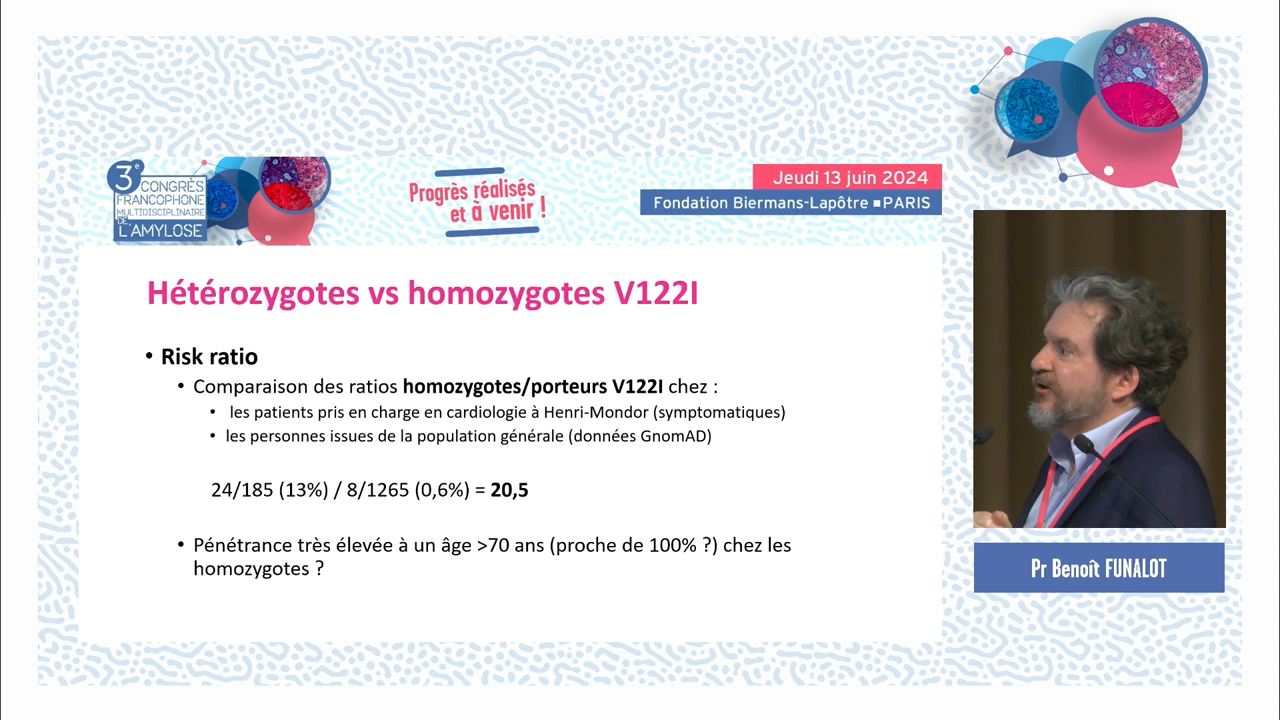 3e
CONGRÈS
FRANCOPHONE
MULTIDISCIPLINAIRE
DE
L'AMYLOSE
Progrès réalisés
et à venir !
Jeudi 13 juin 2024
Fondation Biermans-Lapôtre ■ PARIS
Hétérozygotes vs homozygotes V122I
• Risk ratio
• Comparaison des ratios homozygotes/porteurs V122I chez :
• les patients pris en charge en cardiologie à Henri-Mondor (symptomatiques)
• les personnes issues de la population générale (données GnomAD)
24/185 (13%) / 8/1265 (0,6%) = 20,5
• Pénétrance très élevée à un âge >70 ans (proche de 100% ?) chez les
homozygotes ?
Pr Benoît FUNALOT